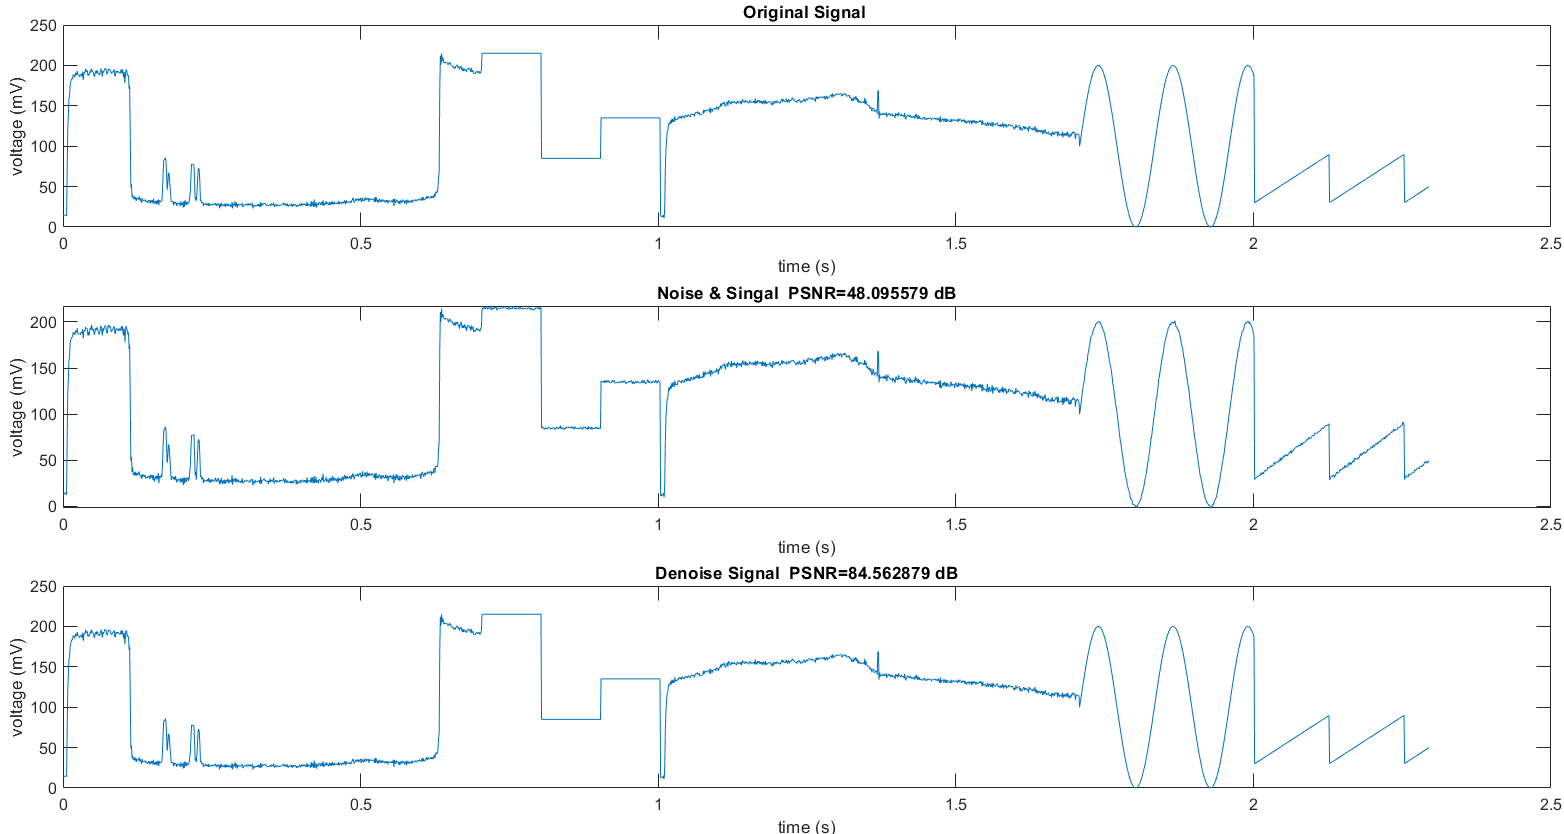 Original Signal
250
200
150
100
50
0
voltage (mV)
0 0.5 1 1.5 2 2.5
time (s)
Noise & Singal PSNR=48.095579 dB
200
150
100
50
0
voltage (mV)
0 0.5 1 1.5 2 2.5
time (s)
Denoise Signal PSNR=84.562879 dB
250
200
150
100
50
0
voltage (mV)
0 0.5 1 1.5 2 2.5
time (s)